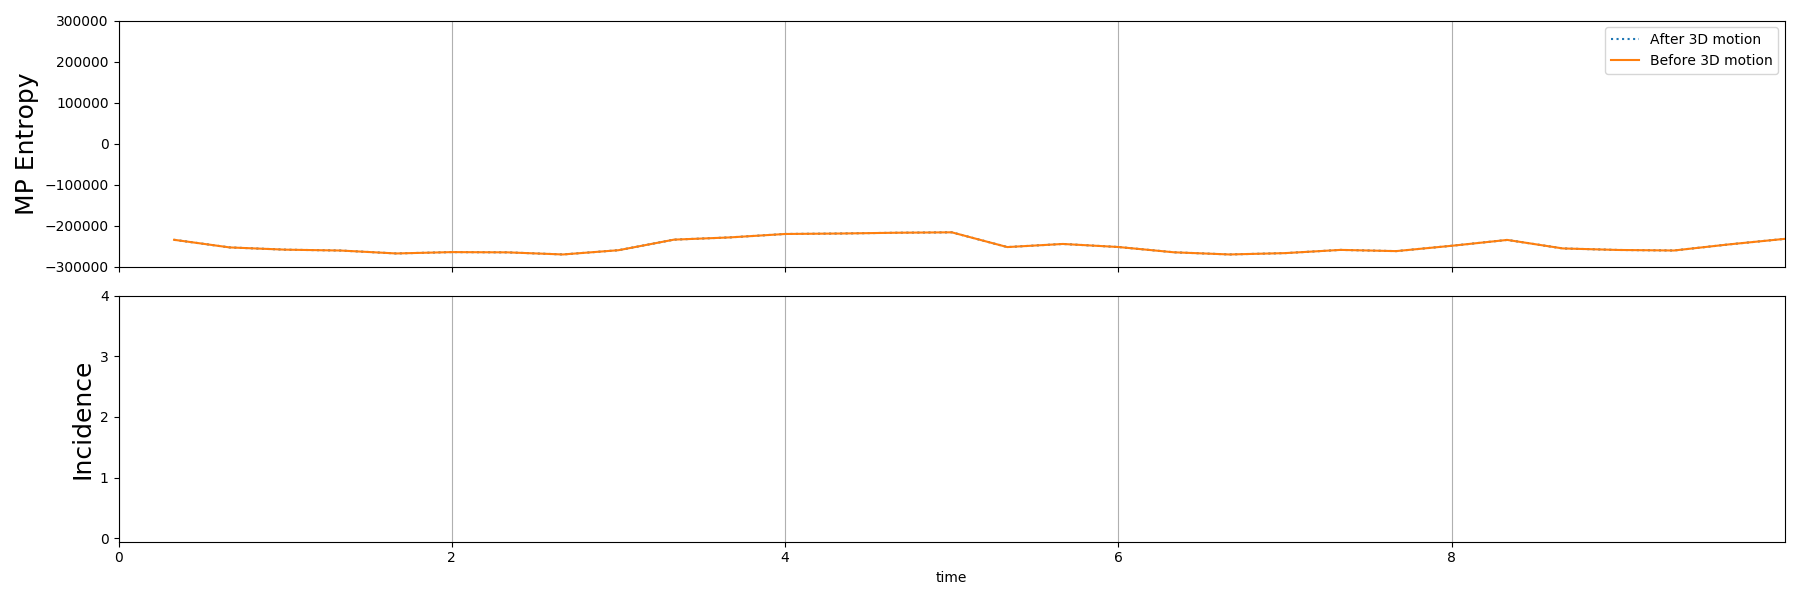 300000
200000
100000
0
−100000
−200000
−300000
MP Entropy
After 3D motion
Before 3D motion
4
3
2
1
0
Incidence
0 2 4 6 8
time